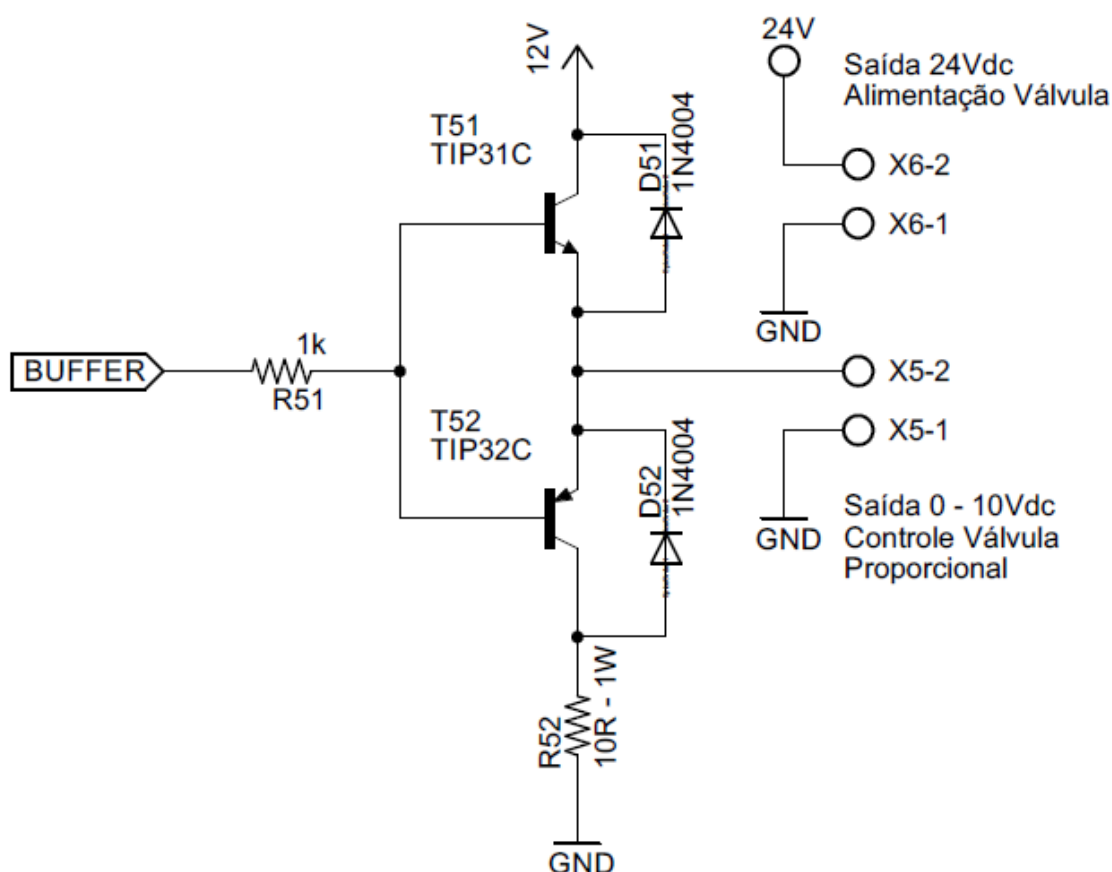 24V
Saída 24Vdc
Alimentação Válvula
12V
T51
TIP31C
D51
1N4004
X6-2
X6-1
GND
1k
BUFFER
R51
X5-2
T52
TIP32C
D52
1N4004
X5-1
GND
Saída 0 - 10Vdc
Controle Válvula
Proporcional
R52
10R - 1W
GND